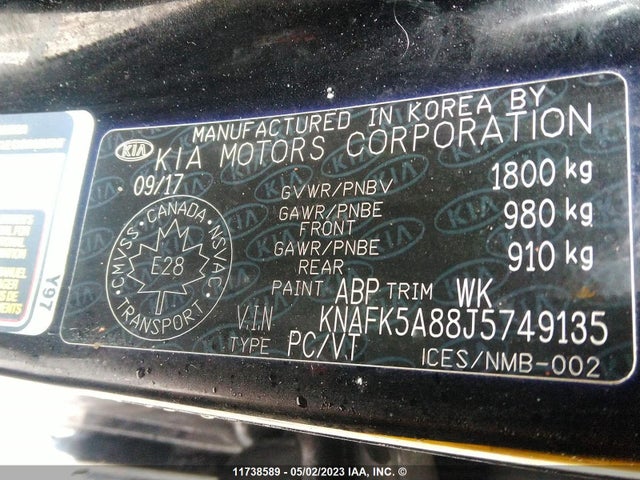 MANUFACTURED IN KOREA BY
KIA KIA MOTORS CORPORATION
09/17 GVWR/PNBV 1800 kg
GAWR/PNBE FRONT 980 kg
GAWR/PNBE REAR 910 kg
CMVSS · CANADA · NSVAC
E28
TRANSPORT
PAINT ABP TRIM WK
V.I.N KNAFK5A88J5749135
TYPE PC/VT ICES/NMB-002
Y97
11738589 - 05/02/2023 IAA, INC. ©